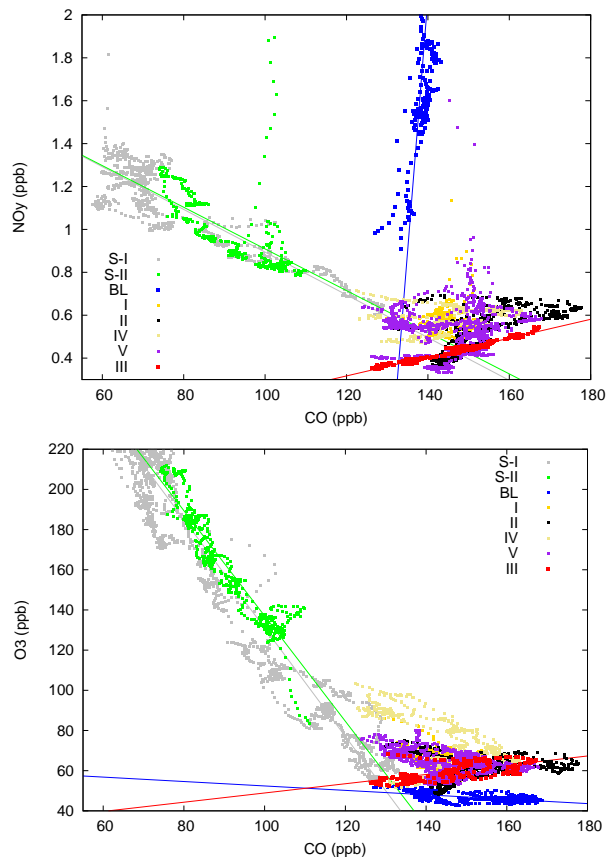 2
1.8
1.6
1.4
1.2
1
0.8
0.6
0.4
NOy (ppb)
S-I
S-II
BL
I
II
IV
V
III
60 80 100 120 140 160 180
CO (ppb)
220
200
180
160
140
120
100
80
60
40
O3 (ppb)
S-I
S-II
BL
I
II
IV
V
III
60 80 100 120 140 160 180
CO (ppb)